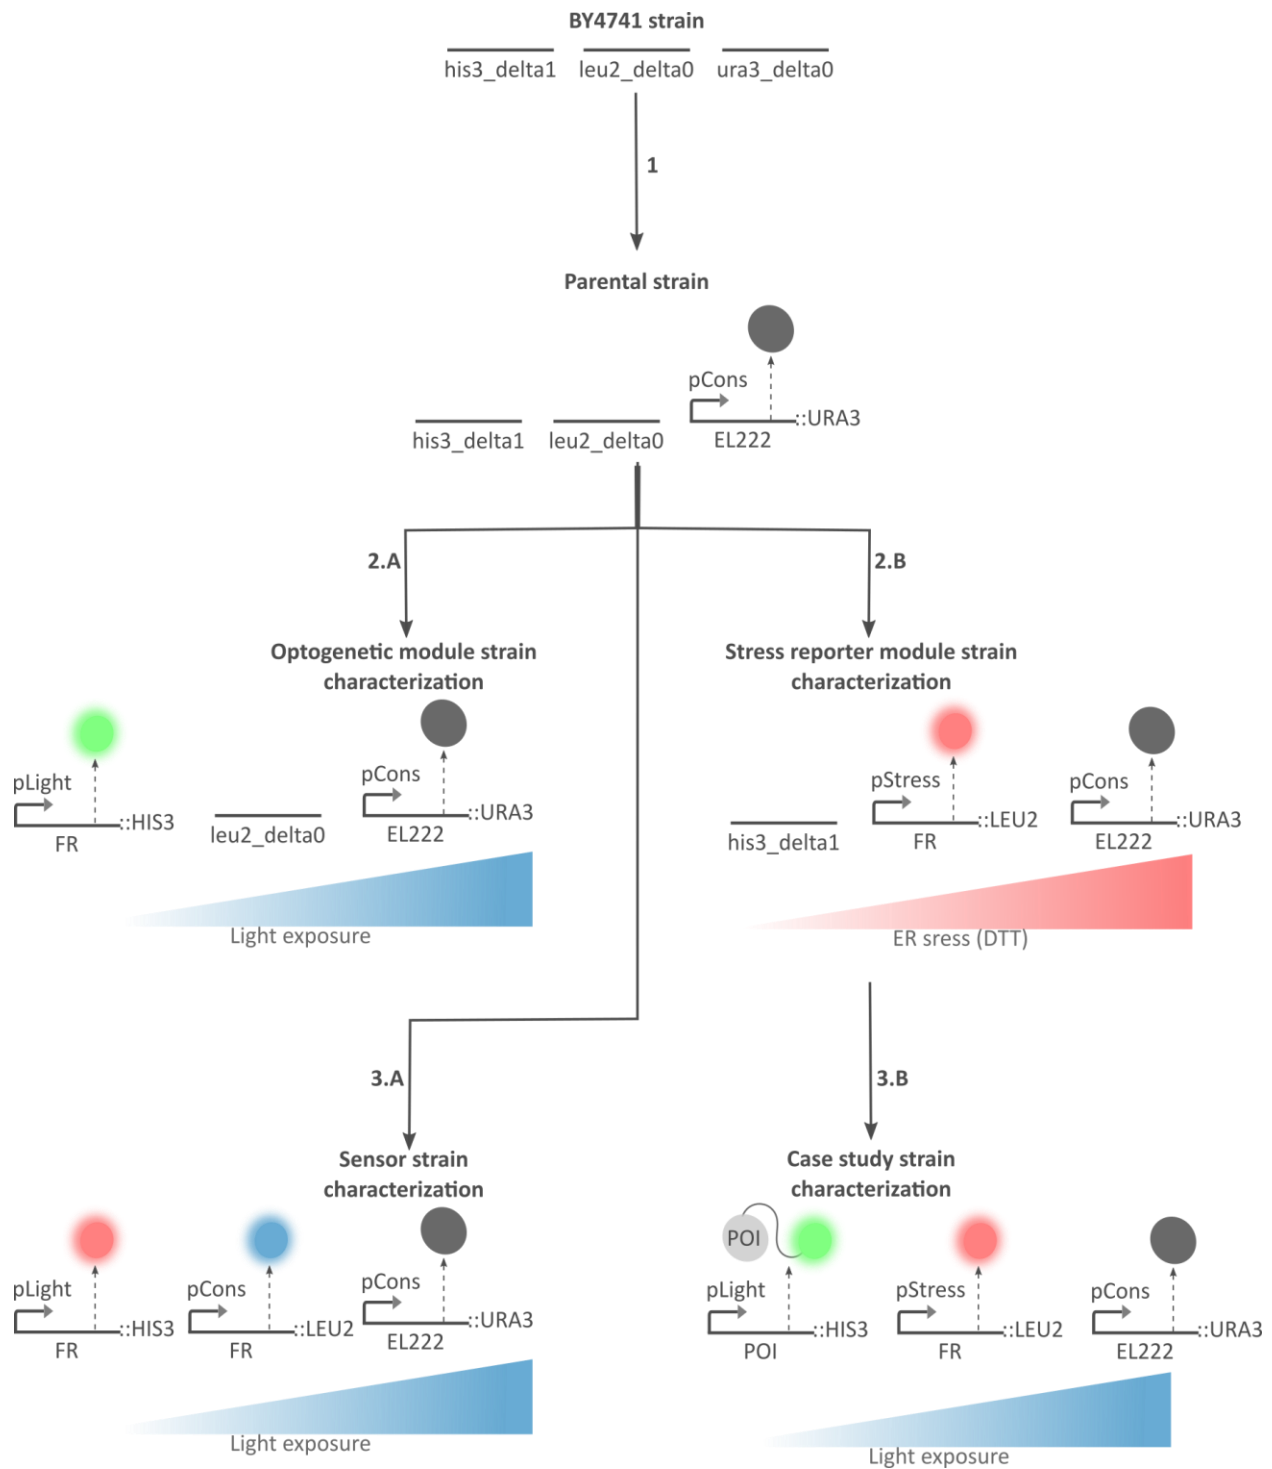 BY4741 strain
his3_delta1 leu2_delta0 ura3_delta0
1
Parental strain
pCons
::URA3
his3_delta1 leu2_delta0 EL222
2.A 2.B
Optogenetic module strain
characterization
Stress reporter module strain
characterization
pLight pCons
::HIS3 ::URA3
FR leu2_delta0 EL222
Light exposure
pStress pCons
::LEU2 ::URA3
his3_delta1 FR EL222
ER sress (DTT)
3.A 3.B
Sensor strain
characterization
Case study strain
characterization
pLight pCons pCons
::HIS3 ::LEU2 ::URA3
FR FR EL222
Light exposure
POI
pLight pStress pCons
::HIS3 ::LEU2 ::URA3
POI FR EL222
Light exposure